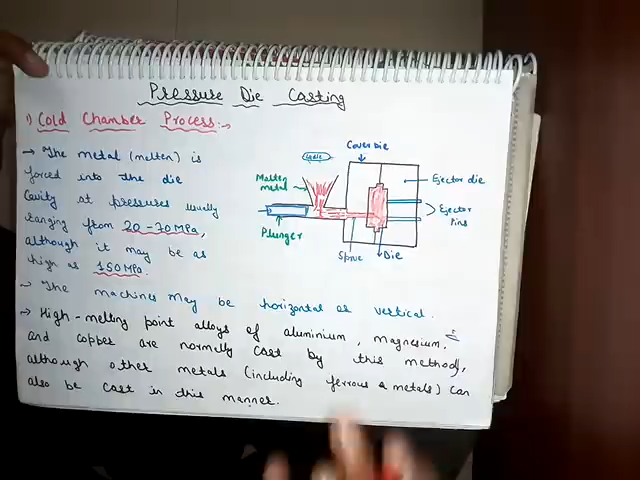 Pressure Die Casting
1) Cold Chamber Process:→
→ The metal (molten) is
forced into the die
Cavity at pressures usually
ranging from 20-70MPa,
although it may be as
high as 150MPa.
→ The machines may be horizontal or vertical.
→ High-melting point alloys of aluminium, magnesium,
and copper are normally cast by this method,
although other metals (including ferrous metals) can
also be cast in this manner.
Ladle
Molten
metal
Plunger
Cover Die
Ejector die
Ejector
Pins
Sprue
Die